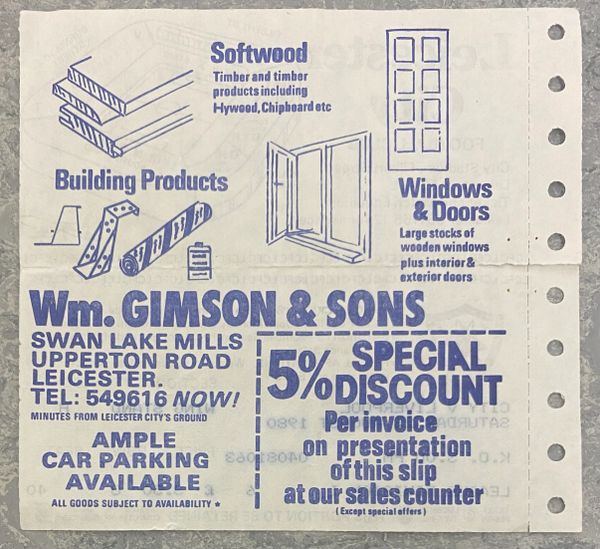 Softwood
Timber and timber
products including
Hywood, Chipboard etc
Building Products
Windows
& Doors
Large stocks of
wooden windows
plus interior &
exterior doors
Wm. GIMSON & SONS
SWAN LAKE MILLS
UPPERTON ROAD
LEICESTER.
TEL: 549616 NOW!
MINUTES FROM LEICESTER CITY'S GROUND
AMPLE
CAR PARKING
AVAILABLE
ALL GOODS SUBJECT TO AVAILABILITY *
5% SPECIAL
DISCOUNT
Per invoice
on presentation
of this slip
at our sales counter
(Except special offers)